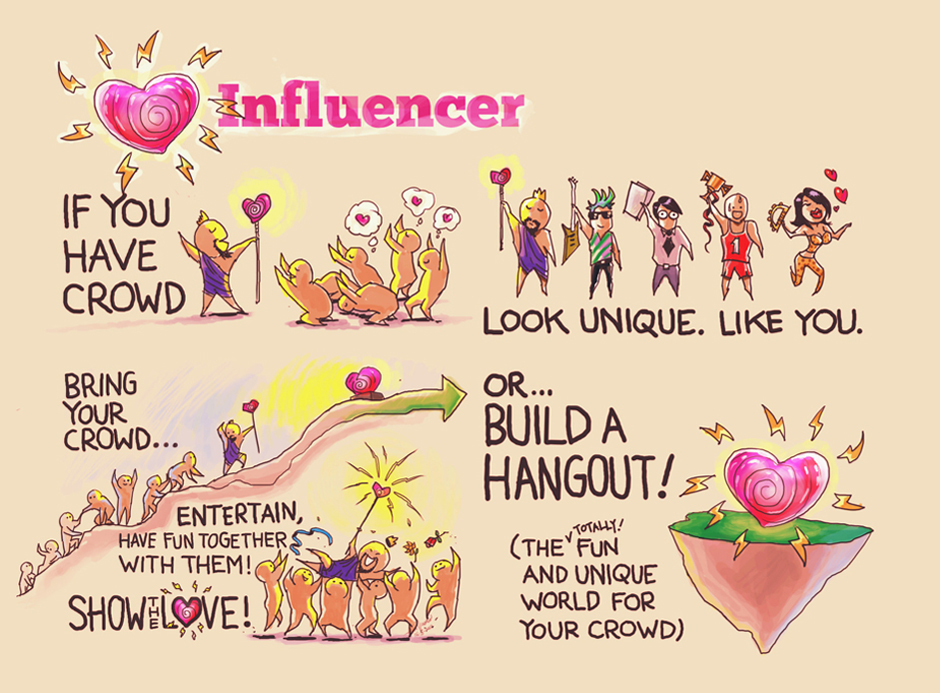 Influencer
IF YOU
HAVE
CROWD
LOOK UNIQUE. LIKE YOU.
BRING
YOUR
CROWD...
ENTERTAIN,
HAVE FUN TOGETHER
WITH THEM!
SHOW THE LOVE!
OR...
BUILD A
HANGOUT!
(THE TOTALLY! FUN
AND UNIQUE
WORLD FOR
YOUR CROWD)
1